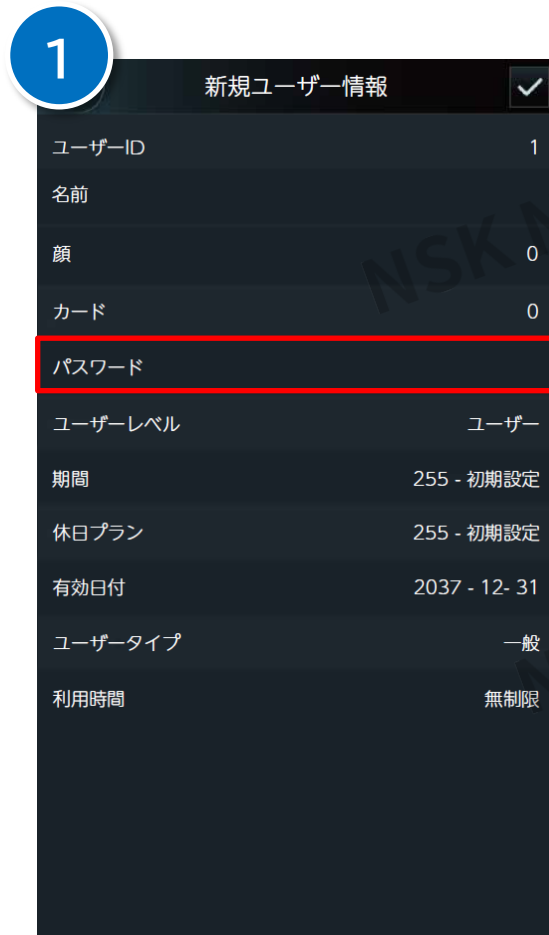 1
新規ユーザー情報
ユーザーID 1
名前
顔 0
カード 0
パスワード
ユーザーレベル ユーザー
期間 255 - 初期設定
休日プラン 255 - 初期設定
有効日付 2037 - 12- 31
ユーザータイプ 一般
利用時間 無制限
NSK N